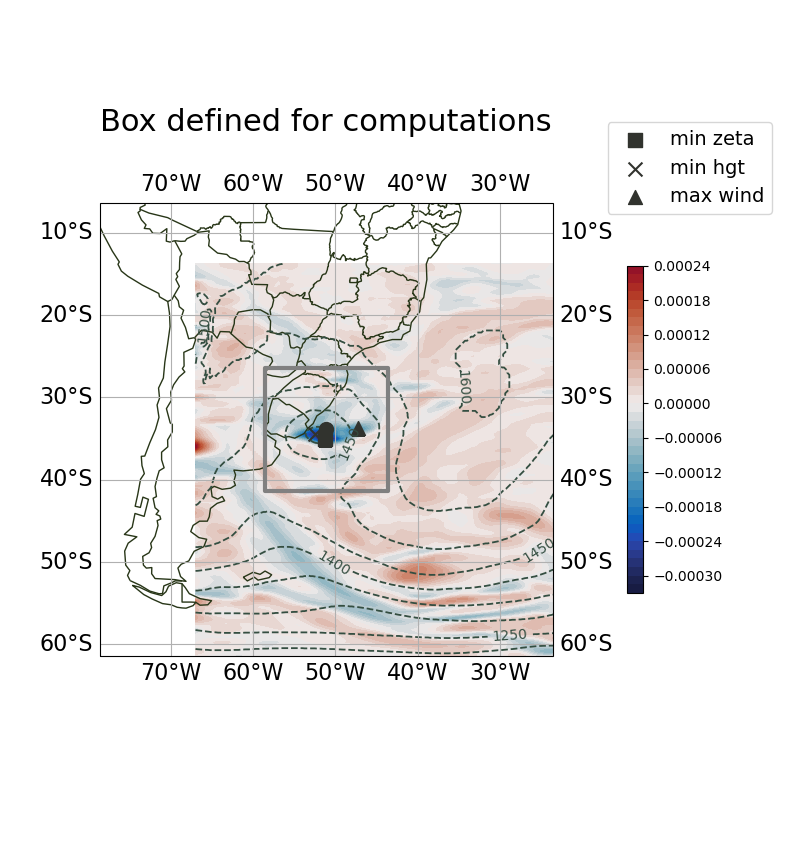 Box defined for computations
min zeta
min hgt
max wind
70°W 60°W 50°W 40°W 30°W
10°S 10°S
20°S 20°S
30°S 30°S
40°S 40°S
50°S 50°S
60°S 60°S
70°W 60°W 50°W 40°W 30°W
1500
1600
1400
1450
1250
0.00024
0.00018
0.00012
0.00006
0.00000
−0.00006
−0.00012
−0.00018
−0.00024
−0.00030